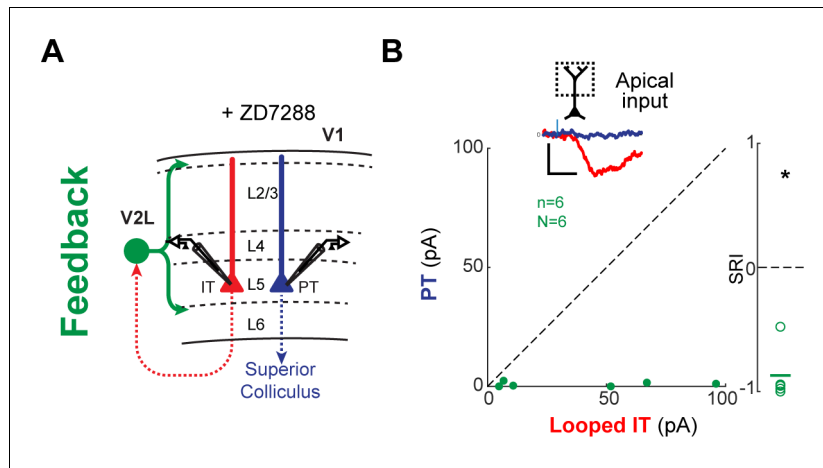 A
+ ZD7288
V1
Feedback
V2L
L2/3
L4
IT
L5
PT
L6
Superior
Colliculus
B
Apical
input
0
n=6
N=6
100
50
0
PT (pA)
0
50
100
Looped IT (pA)
1
*
0
-1
SRI